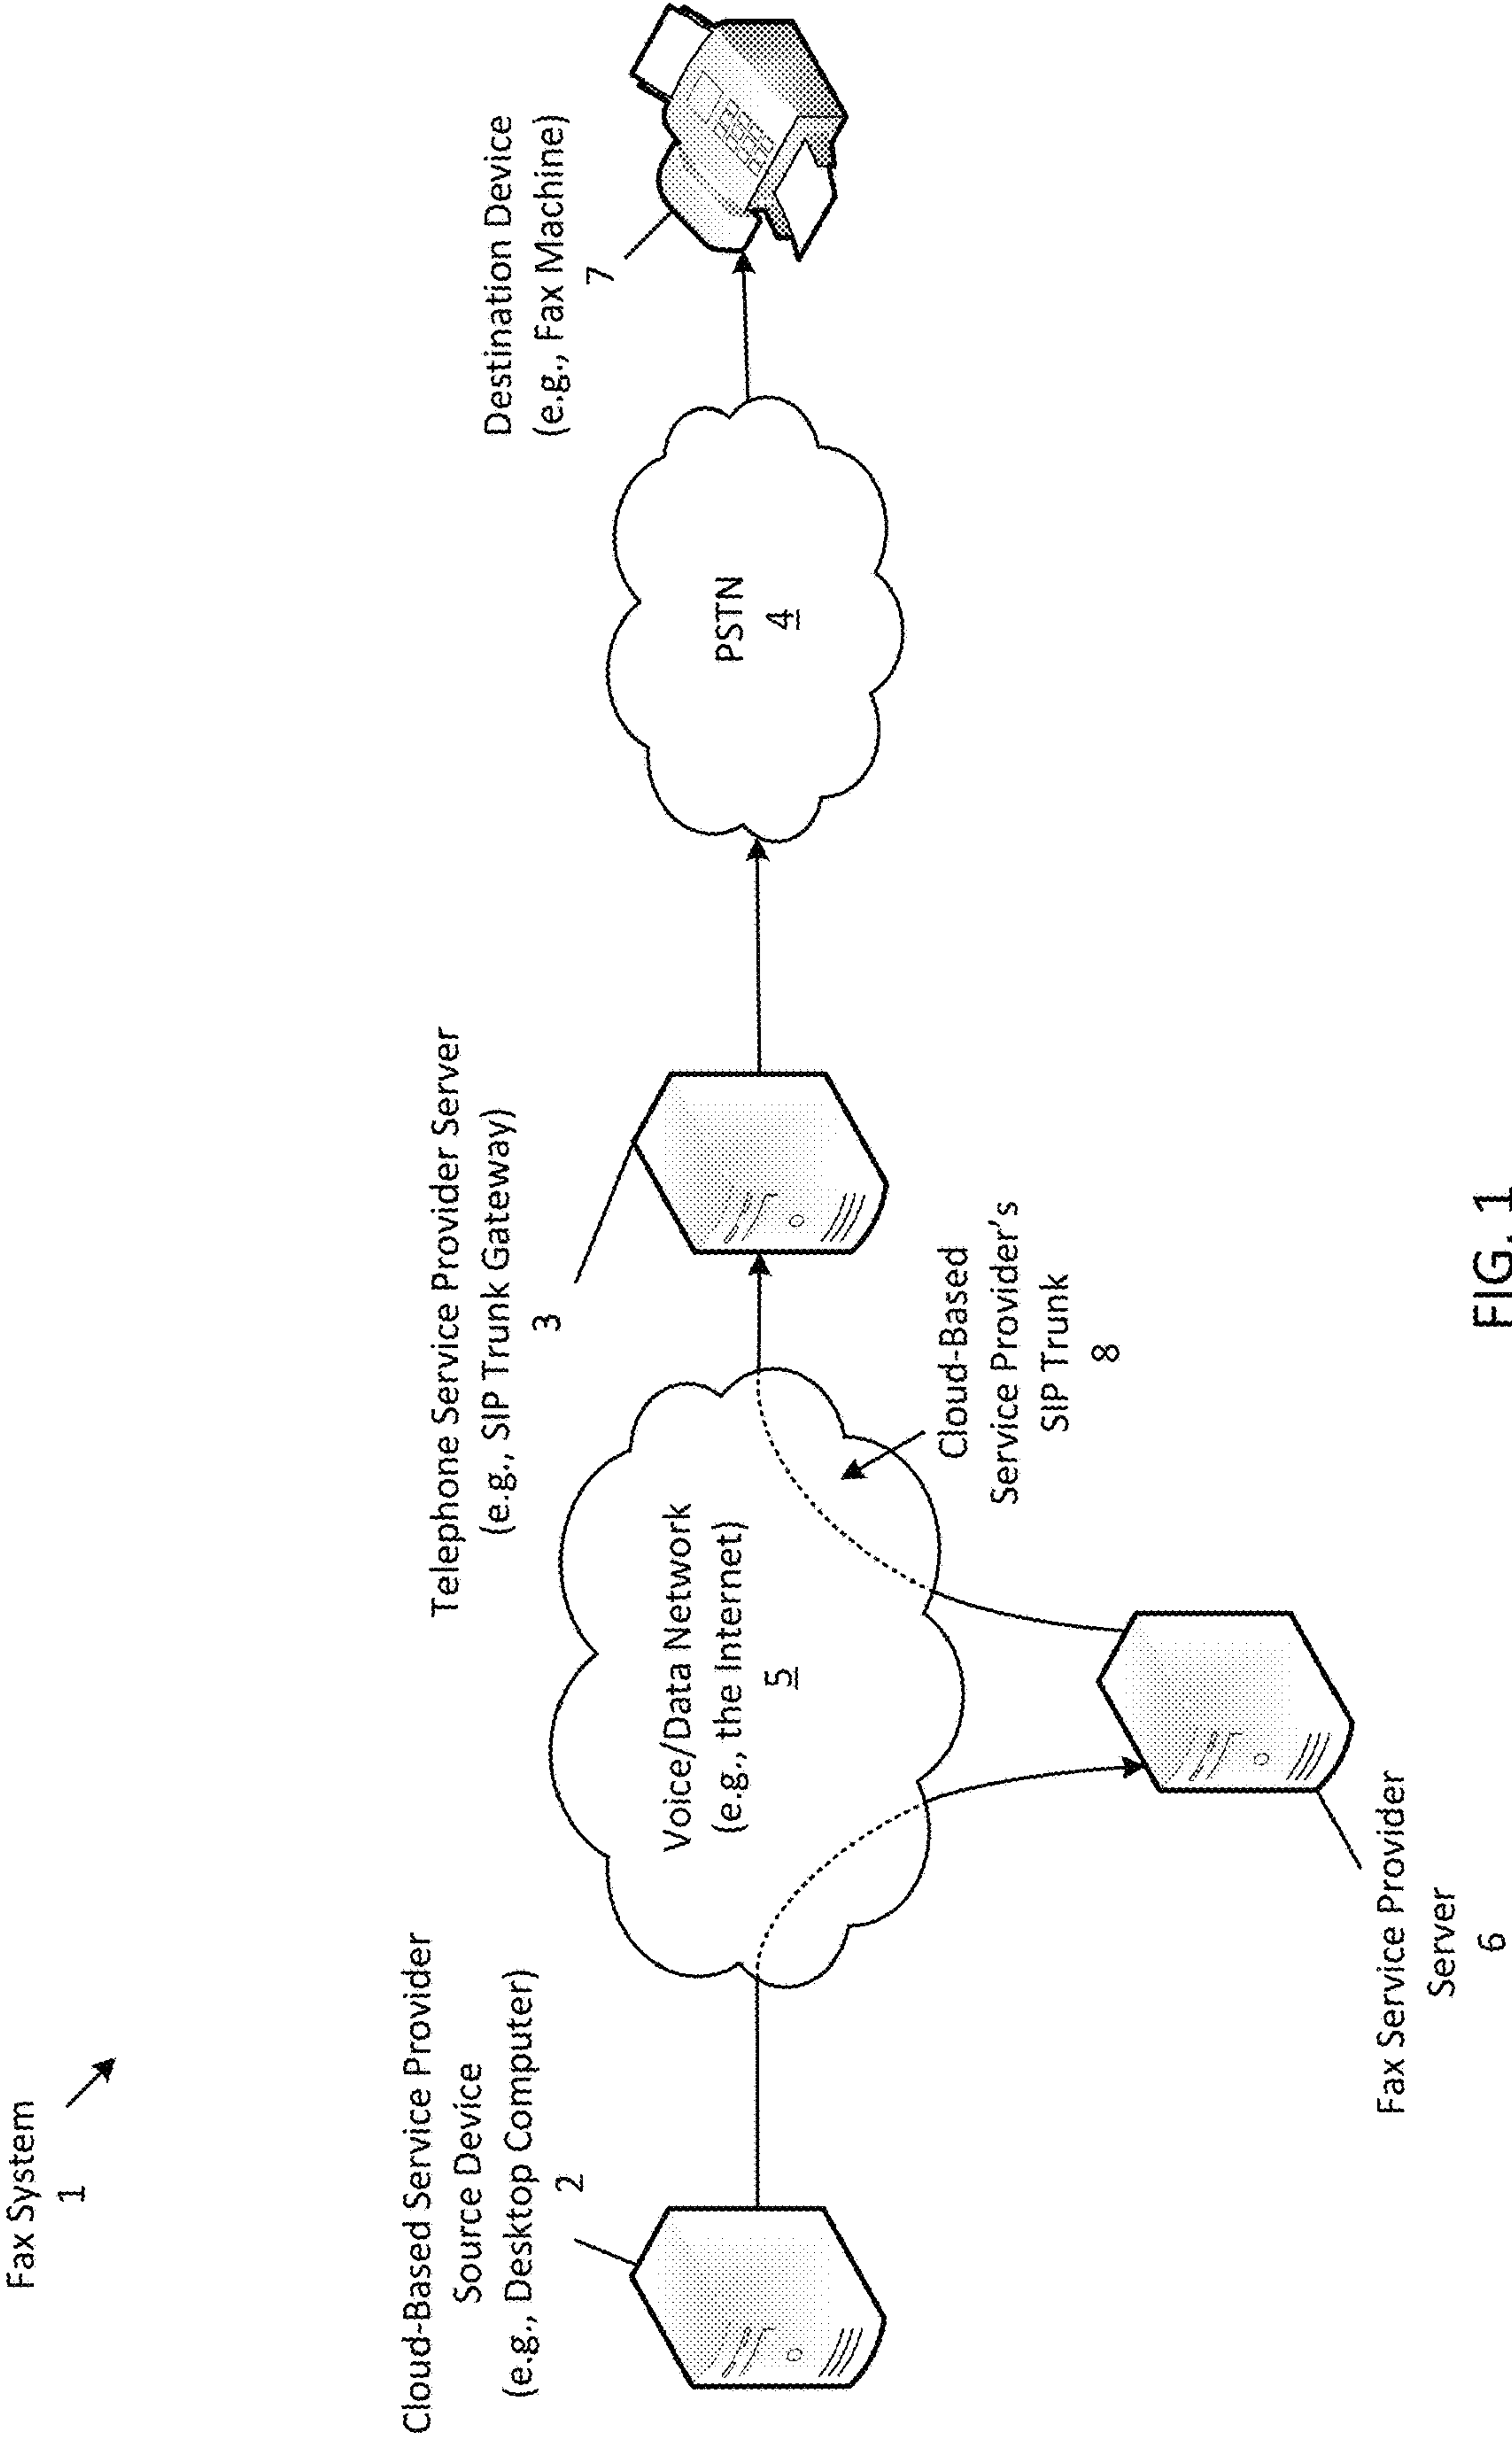 Fax System
1
Cloud-Based Service Provider
Source Device
(e.g., Desktop Computer)
2
Telephone Service Provider Server
(e.g., SIP Trunk Gateway)
3
Destination Device
(e.g., Fax Machine)
7
Voice/Data Network
(e.g., the Internet)
5
PSTN
4
Cloud-Based
Service Provider's
SIP Trunk
8
Fax Service Provider
Server
6
FIG. 1